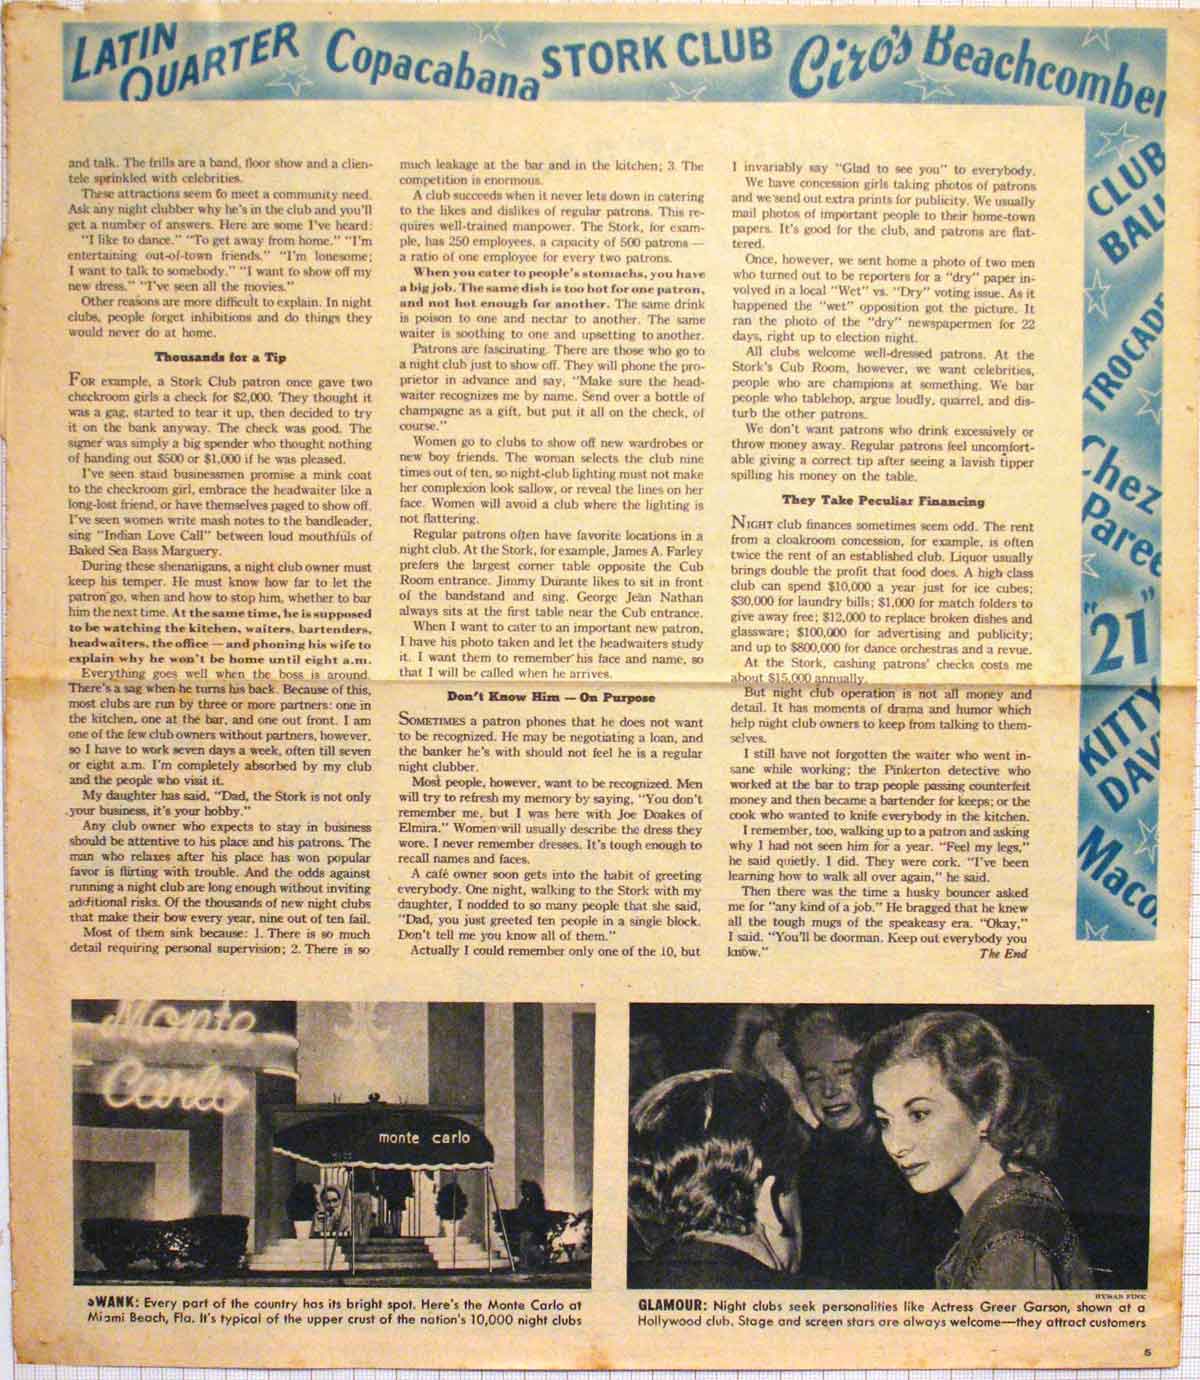 LATIN
QUARTER
Copacabana
STORK CLUB
Ciro's
Beachcomber
CLUB
BALI
TROCADE
Chez
Paree
"21"
KITTY
DAV
Maco
and talk. The frills are a band, floor show and a clien-
tele sprinkled with celebrities.
These attractions seem to meet a community need.
Ask any night clubber why he's in the club and you'll
get a number of answers. Here are some I've heard:
"I like to dance." "To get away from home." "I'm
entertaining out-of-town friends." "I'm lonesome;
I want to talk to somebody." "I want to show off my
new dress." "I've seen all the movies."
Other reasons are more difficult to explain. In night
clubs, people forget inhibitions and do things they
would never do at home.
Thousands for a Tip
FOR example, a Stork Club patron once gave two
checkroom girls a check for $2,000. They thought it
was a gag, started to tear it up, then decided to try
it on the bank anyway. The check was good. The
signer was simply a big spender who thought nothing
of handing out $500 or $1,000 if he was pleased.
I've seen staid businessmen promise a mink coat
to the checkroom girl, embrace the headwaiter like a
long-lost friend, or have themselves paged to show off.
I've seen women write mash notes to the bandleader,
sing "Indian Love Call" between loud mouthfuls of
Baked Sea Bass Marguery.
During these shenanigans, a night club owner must
keep his temper. He must know how far to let the
patron go, when and how to stop him, whether to bar
him the next time. At the same time, he is supposed
to be watching the kitchen, waiters, bartenders,
headwaiters, the office — and phoning his wife to
explain why he won't be home until eight a.m.
Everything goes well when the boss is around.
There's a sag when he turns his back. Because of this,
most clubs are run by three or more partners: one in
the kitchen, one at the bar, and one out front. I am
one of the few club owners without partners, however,
so I have to work seven days a week, often till seven
or eight a.m. I'm completely absorbed by my club
and the people who visit it.
My daughter has said, "Dad, the Stork is not only
your business, it's your hobby."
Any club owner who expects to stay in business
should be attentive to his place and his patrons. The
man who relaxes after his place has won popular
favor is flirting with trouble. And the odds against
running a night club are long enough without inviting
additional risks. Of the thousands of new night clubs
that make their bow every year, nine out of ten fail.
Most of them sink because: 1. There is so much
detail requiring personal supervision; 2. There is so
much leakage at the bar and in the kitchen; 3. The
competition is enormous.
A club succeeds when it never lets down in catering
to the likes and dislikes of regular patrons. This re-
quires well-trained manpower. The Stork, for exam-
ple, has 250 employees, a capacity of 500 patrons —
a ratio of one employee for every two patrons.
When you cater to people's stomachs, you have
a big job. The same dish is too hot for one patron,
and not hot enough for another. The same drink
is poison to one and nectar to another. The same
waiter is soothing to one and upsetting to another.
Patrons are fascinating. There are those who go to
a night club just to show off. They will phone the pro-
prietor in advance and say, "Make sure the head-
waiter recognizes me by name. Send over a bottle of
champagne as a gift, but put it all on the check, of
course."
Women go to clubs to show off new wardrobes or
new boy friends. The woman selects the club nine
times out of ten, so night-club lighting must not make
her complexion look sallow, or reveal the lines on her
face. Women will avoid a club where the lighting is
not flattering.
Regular patrons often have favorite locations in a
night club. At the Stork, for example, James A. Farley
prefers the largest corner table opposite the Cub
Room entrance. Jimmy Durante likes to sit in front
of the bandstand and sing. George Jean Nathan
always sits at the first table near the Cub entrance.
When I want to cater to an important new patron,
I have his photo taken and let the headwaiters study
it. I want them to remember his face and name, so
that I will be called when he arrives.
Don't Know Him — On Purpose
SOMETIMES a patron phones that he does not want
to be recognized. He may be negotiating a loan, and
the banker he's with should not feel he is a regular
night clubber.
Most people, however, want to be recognized. Men
will try to refresh my memory by saying, "You don't
remember me, but I was here with Joe Doakes of
Elmira." Women will usually describe the dress they
wore. I never remember dresses. It's tough enough to
recall names and faces.
A café owner soon gets into the habit of greeting
everybody. One night, walking to the Stork with my
daughter, I nodded to so many people that she said,
"Dad, you just greeted ten people in a single block.
Don't tell me you know all of them."
Actually I could remember only one of the 10, but
I invariably say "Glad to see you" to everybody.
We have concession girls taking photos of patrons
and we send out extra prints for publicity. We usually
mail photos of important people to their home-town
papers. It's good for the club, and patrons are flat-
tered.
Once, however, we sent home a photo of two men
who turned out to be reporters for a "dry" paper in-
volved in a local "Wet" vs. "Dry" voting issue. As it
happened the "wet" opposition got the picture. It
ran the photo of the "dry" newspapermen for 22
days, right up to election night.
All clubs welcome well-dressed patrons. At the
Stork's Cub Room, however, we want celebrities,
people who are champions at something. We bar
people who tablehop, argue loudly, quarrel, and dis-
turb the other patrons.
We don't want patrons who drink excessively or
throw money away. Regular patrons feel uncomfort-
able giving a correct tip after seeing a lavish tipper
spilling his money on the table.
They Take Peculiar Financing
NIGHT club finances sometimes seem odd. The rent
from a cloakroom concession, for example, is often
twice the rent of an established club. Liquor usually
brings double the profit that food does. A high class
club can spend $10,000 a year just for ice cubes;
$30,000 for laundry bills; $1,000 for match folders to
give away free; $12,000 to replace broken dishes and
glassware; $100,000 for advertising and publicity;
and up to $800,000 for dance orchestras and a revue.
At the Stork, cashing patrons' checks costs me
about $15,000 annually.
But night club operation is not all money and
detail. It has moments of drama and humor which
help night club owners to keep from talking to them-
selves.
I still have not forgotten the waiter who went in-
sane while working; the Pinkerton detective who
worked at the bar to trap people passing counterfeit
money and then became a bartender for keeps; or the
cook who wanted to knife everybody in the kitchen.
I remember, too, walking up to a patron and asking
why I had not seen him for a year. "Feel my legs,"
he said quietly. I did. They were cork. "I've been
learning how to walk all over again," he said.
Then there was the time a husky bouncer asked
me for "any kind of a job." He bragged that he knew
all the tough mugs of the speakeasy era. "Okay,"
I said. "You'll be doorman. Keep out everybody you
know." The End
Monte
Carlo
monte carlo
SWANK: Every part of the country has its bright spot. Here's the Monte Carlo at
Miami Beach, Fla. It's typical of the upper crust of the nation's 10,000 night clubs
HYMAN FINK
GLAMOUR: Night clubs seek personalities like Actress Greer Garson, shown at a
Hollywood club. Stage and screen stars are always welcome—they attract customers
5